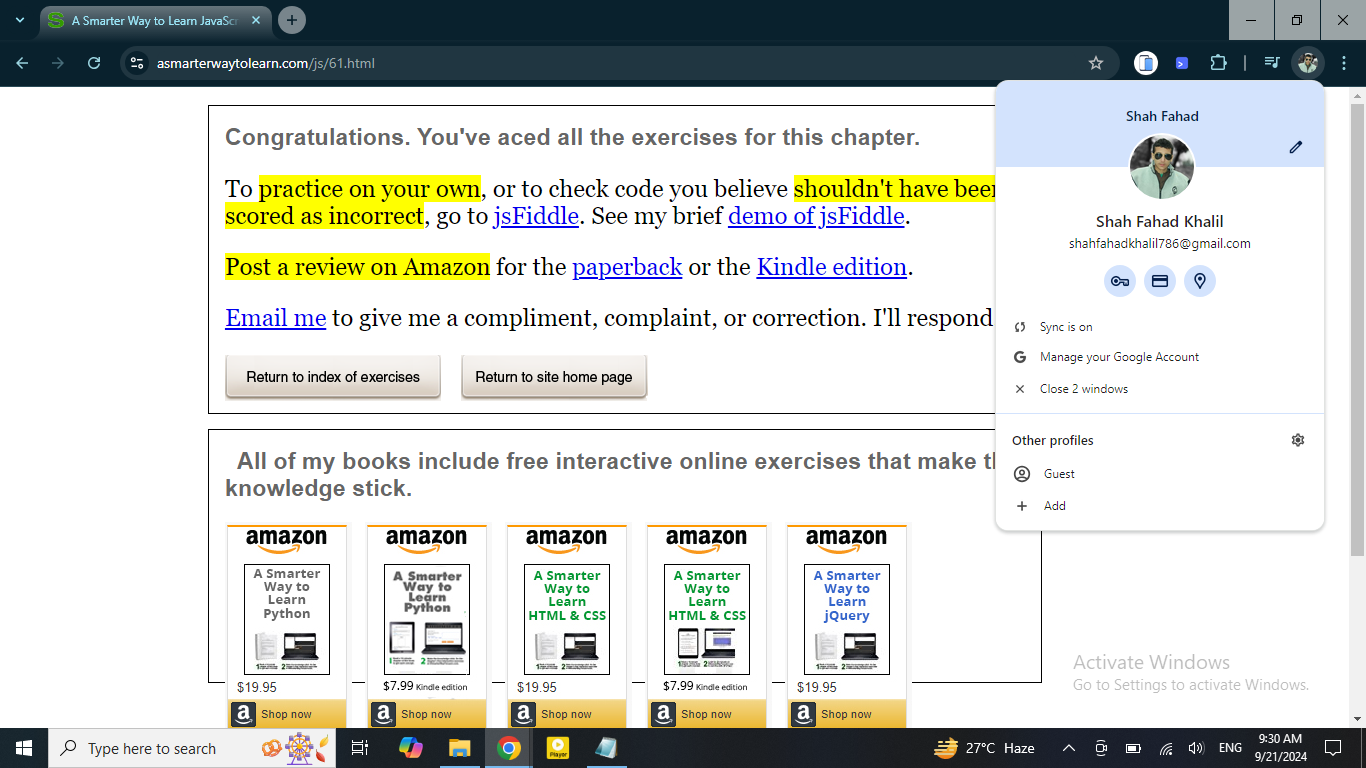 A Smarter Way to Learn JavaScr
asmarterwaytolearn.com/js/61.html
Congratulations. You've aced all the exercises for this chapter.
To practice on your own, or to check code you believe shouldn't have been
scored as incorrect, go to jsFiddle. See my brief demo of jsFiddle.
Post a review on Amazon for the paperback or the Kindle edition.
Email me to give me a compliment, complaint, or correction. I'll respond
Return to index of exercises
Return to site home page
Shah Fahad
Shah Fahad Khalil
shahfahadkhalil786@gmail.com
Sync is on
Manage your Google Account
Close 2 windows
Other profiles
Guest
Add
All of my books include free interactive online exercises that make th
knowledge stick.
amazon
A Smarter
Way to
Learn
Python
$19.95
Shop now
amazon
A Smarter
Way to
Learn
Python
$7.99 Kindle edition
Shop now
amazon
A Smarter
Way to
Learn
HTML & CSS
$19.95
Shop now
amazon
A Smarter
Way to
Learn
HTML & CSS
$7.99 Kindle edition
Shop now
amazon
A Smarter
Way to
Learn
jQuery
$19.95
Shop now
Activate Windows
Go to Settings to activate Windows.
Type here to search
Player
27°C Haze
ENG
9:30 AM
9/21/2024